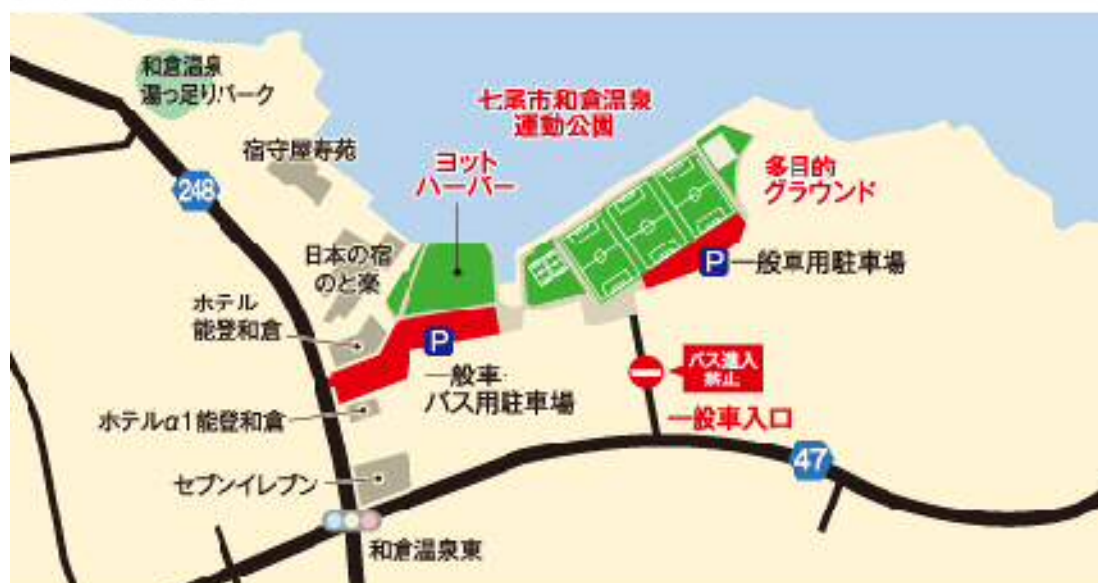 和倉温泉
湯っ足りパーク
七尾市和倉温泉
運動公園
宿守屋寿苑
ヨット
ハーバー
多目的
グラウンド
248
日本の宿
のと楽
P
一般車用駐車場
ホテル
能登和倉
P
一般車・
バス用駐車場
バス進入
禁止
ホテルα1能登和倉
一般車入口
47
セブンイレブン
和倉温泉東